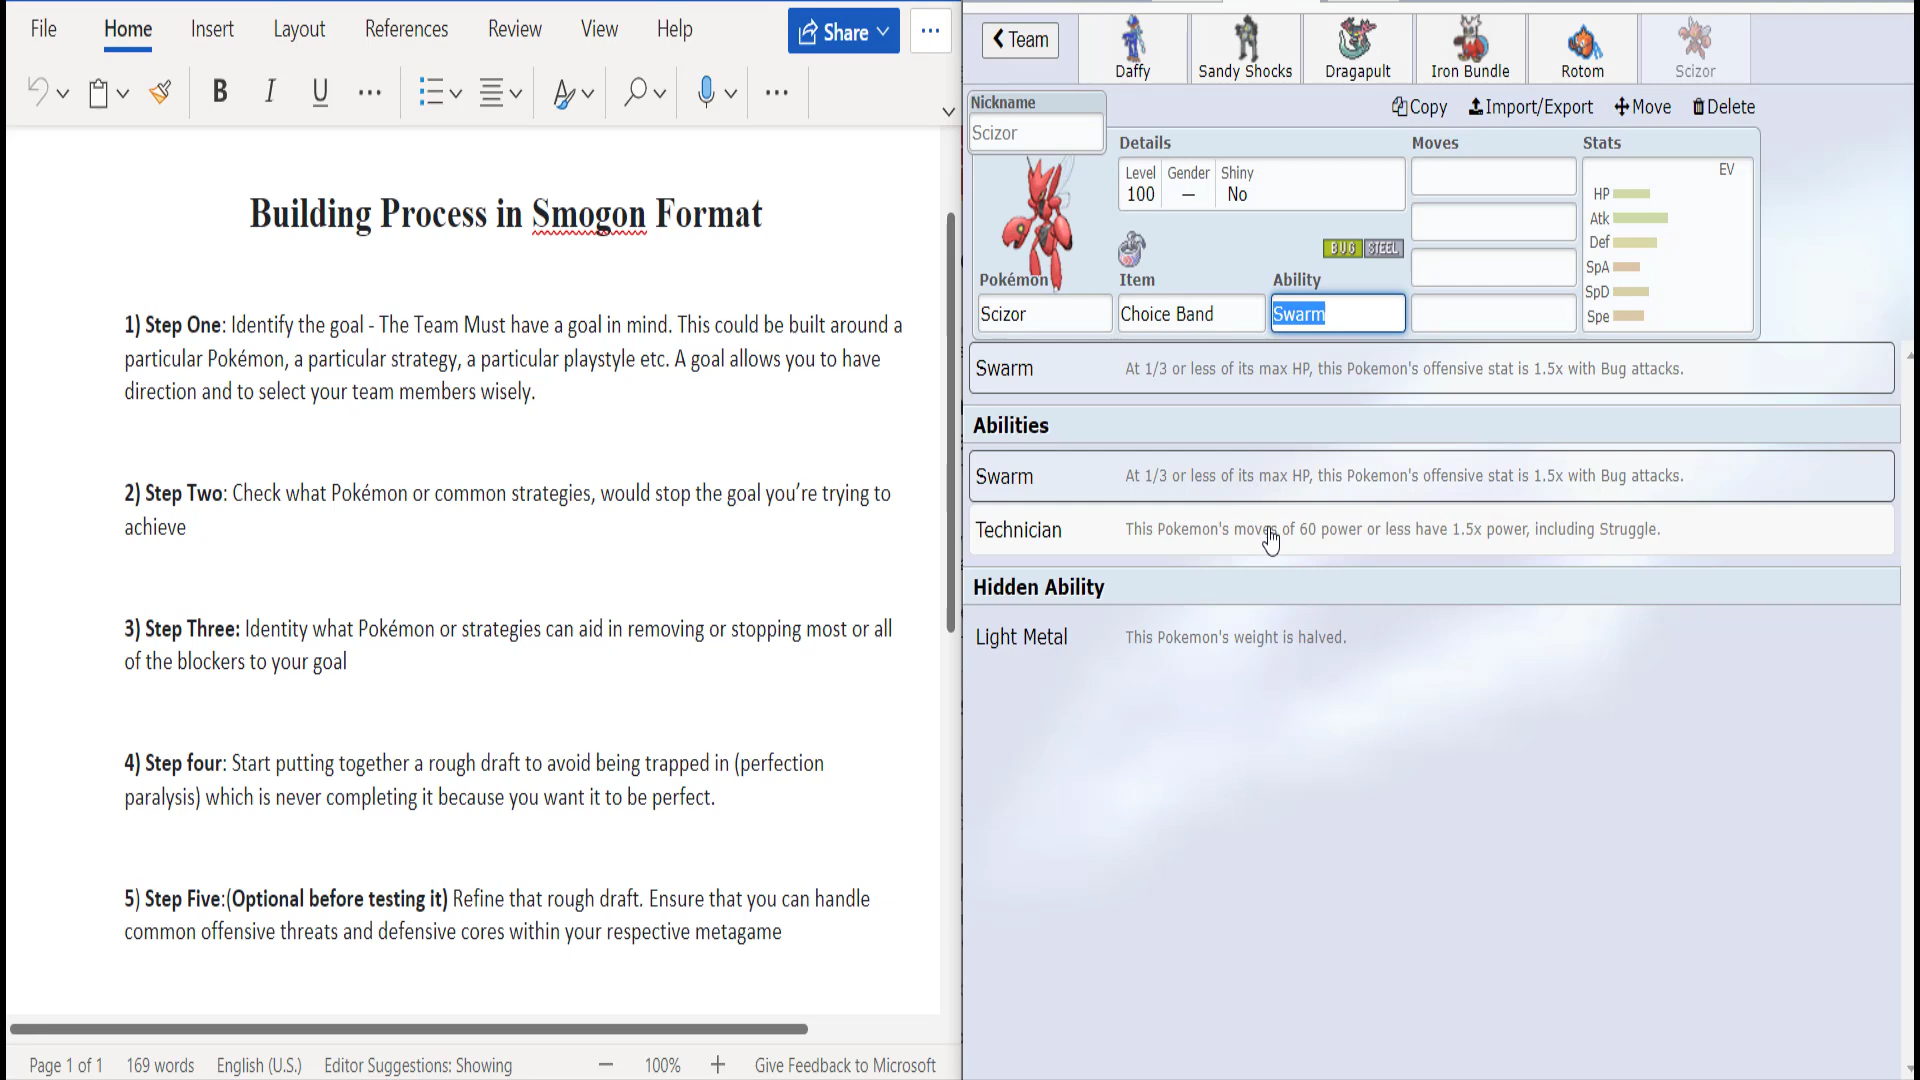 File Home Insert Layout References Review View Help
Share
Building Process in Smogon Format
1) Step One: Identify the goal - The Team Must have a goal in mind. This could be built around a
particular Pokémon, a particular strategy, a particular playstyle etc. A goal allows you to have
direction and to select your team members wisely.
2) Step Two: Check what Pokémon or common strategies, would stop the goal you’re trying to
achieve
3) Step Three: Identity what Pokémon or strategies can aid in removing or stopping most or all
of the blockers to your goal
4) Step four: Start putting together a rough draft to avoid being trapped in (perfection
paralysis) which is never completing it because you want it to be perfect.
5) Step Five:(Optional before testing it) Refine that rough draft. Ensure that you can handle
common offensive threats and defensive cores within your respective metagame
Page 1 of 1 169 words English (U.S.) Editor Suggestions: Showing 100% Give Feedback to Microsoft
Team
Daffy Sandy Shocks Dragapult Iron Bundle Rotom Scizor
Copy Import/Export Move Delete
Nickname
Scizor
Details
Level Gender Shiny
100 — No
BUG STEEL
Pokémon Item Ability
Scizor Choice Band Swarm
Moves
Stats
EV
HP
Atk
Def
SpA
SpD
Spe
Swarm At 1/3 or less of its max HP, this Pokemon's offensive stat is 1.5x with Bug attacks.
Abilities
Swarm At 1/3 or less of its max HP, this Pokemon's offensive stat is 1.5x with Bug attacks.
Technician This Pokemon's moves of 60 power or less have 1.5x power, including Struggle.
Hidden Ability
Light Metal This Pokemon's weight is halved.